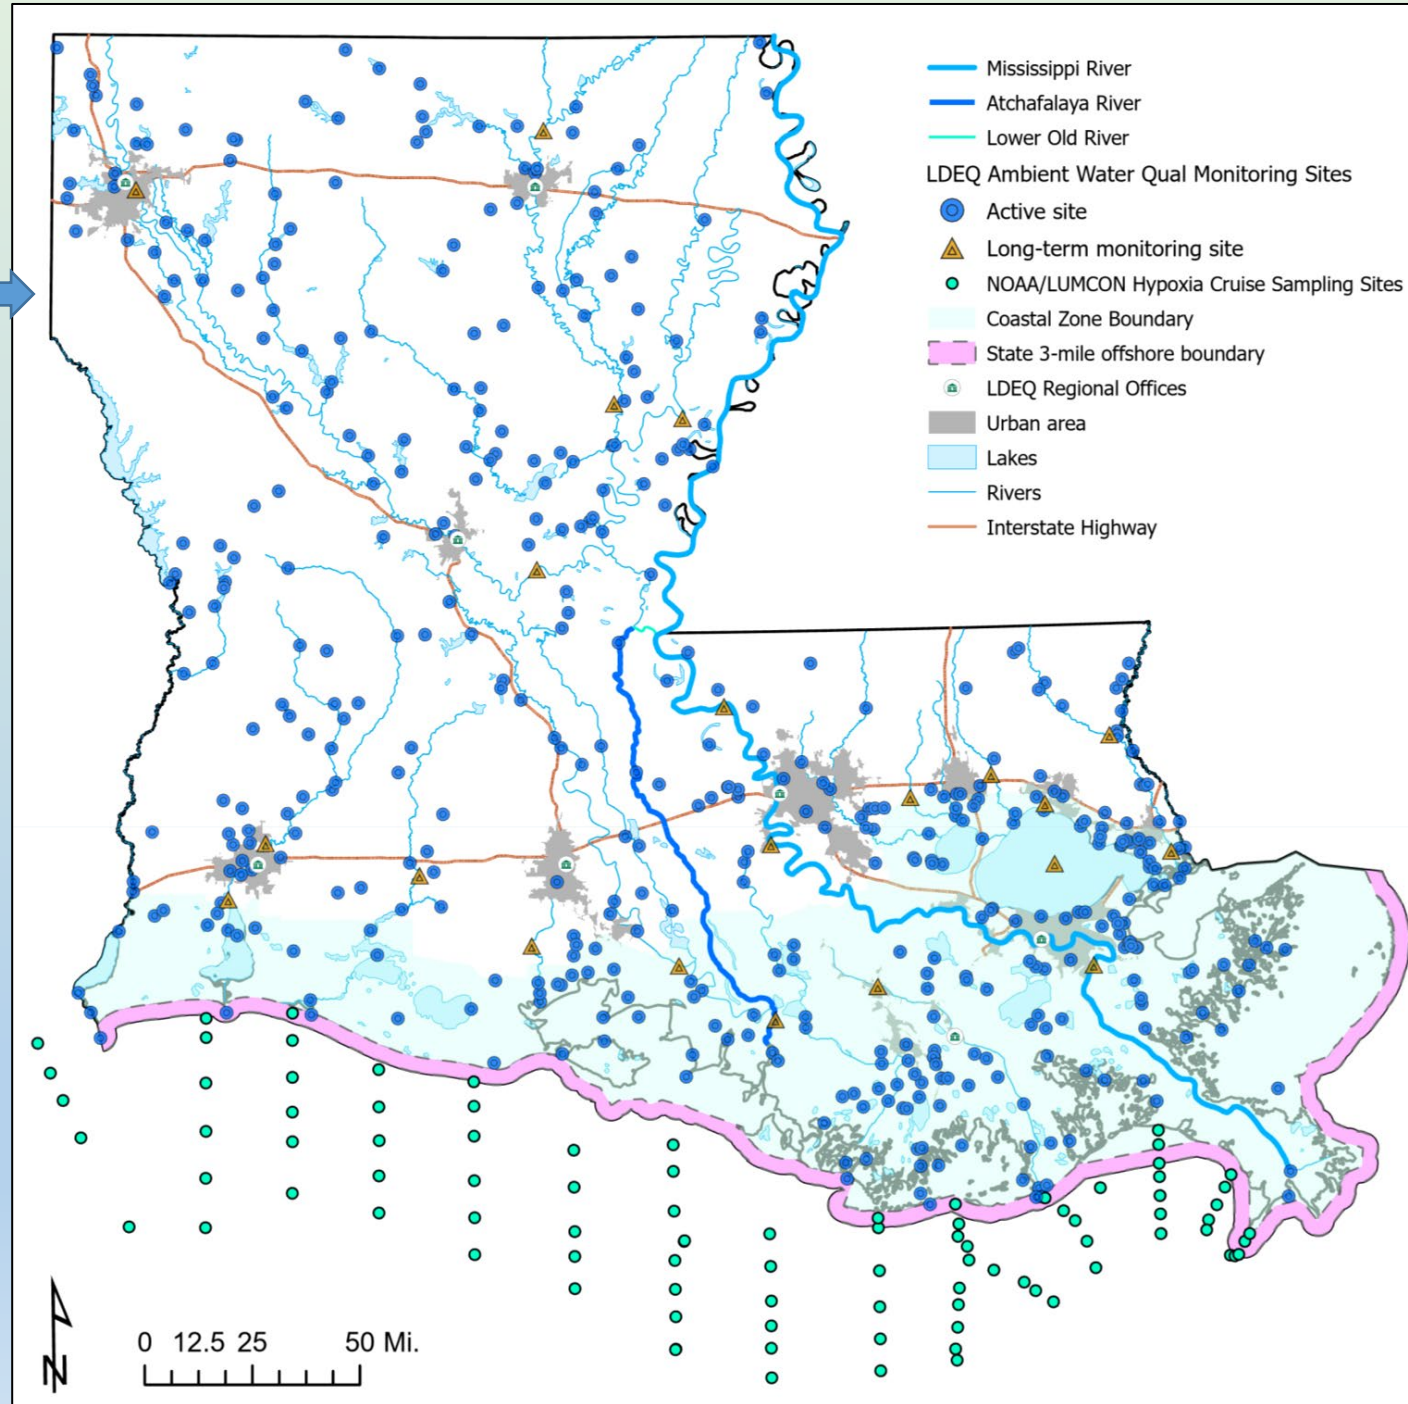 Mississippi River
Atchafalaya River
Lower Old River
LDEQ Ambient Water Qual Monitoring Sites
Active site
Long-term monitoring site
NOAA/LUMCON Hypoxia Cruise Sampling Sites
Coastal Zone Boundary
State 3-mile offshore boundary
LDEQ Regional Offices
Urban area
Lakes
Rivers
Interstate Highway
0 12.5 25 50 Mi.
N